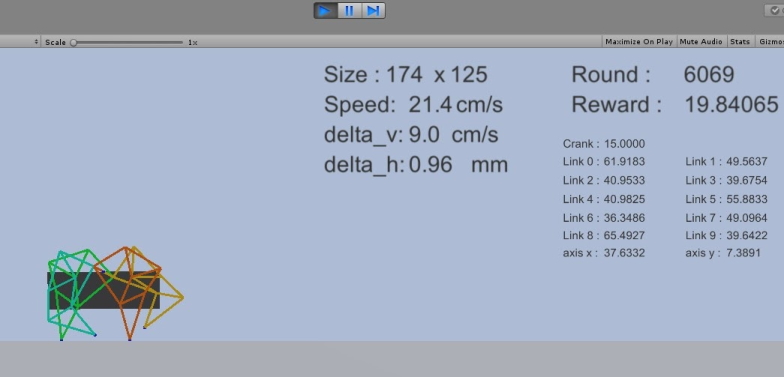 Scale 1x Maximize On Play Mute Audio Stats Gizmos
Size : 174 x 125 Round : 6069
Speed: 21.4 cm/s Reward : 19.84065
delta_v: 9.0 cm/s
delta_h: 0.96 mm
Crank : 15.0000
Link 0 : 61.9183 Link 1 : 49.5637
Link 2 : 40.9533 Link 3 : 39.6754
Link 4 : 40.9825 Link 5 : 55.8833
Link 6 : 36.3486 Link 7 : 49.0964
Link 8 : 65.4927 Link 9 : 39.6422
axis x : 37.6332 axis y : 7.3891